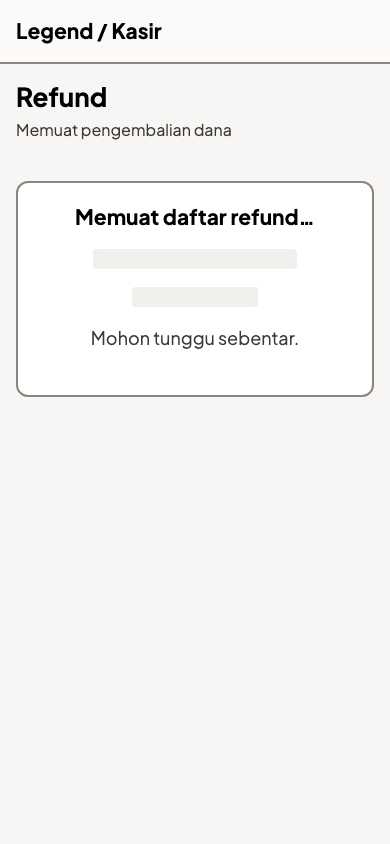 Legend / Kasir
Refund
Memuat pengembalian dana
Memuat daftar refund…
Mohon tunggu sebentar.